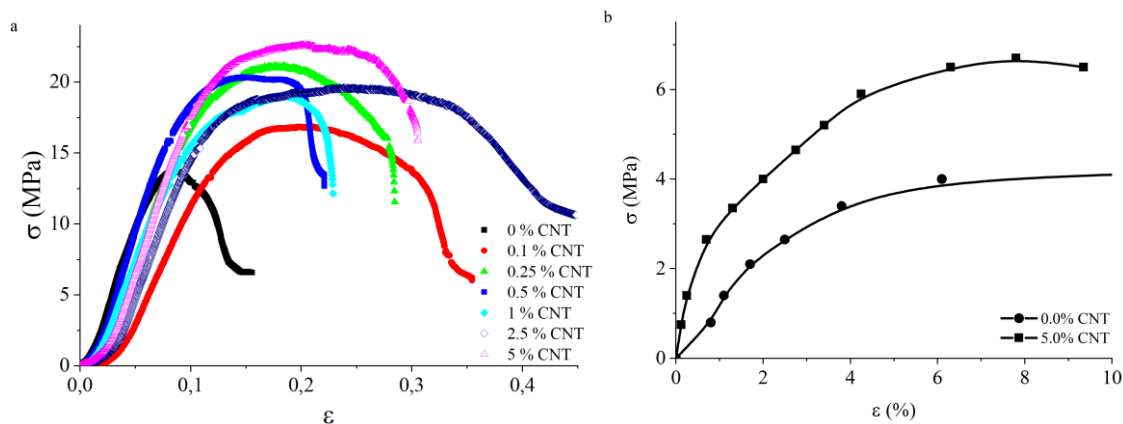 a
σ (MPa)
25
20
15
10
5
0
0,0
0,1
0,2
0,3
0,4
ε
0 % CNT
0.1 % CNT
0.25 % CNT
0.5 % CNT
1 % CNT
2.5 % CNT
5 % CNT
b
σ (MPa)
6
4
2
0
0
2
4
6
8
10
ε (%)
0.0% CNT
5.0% CNT